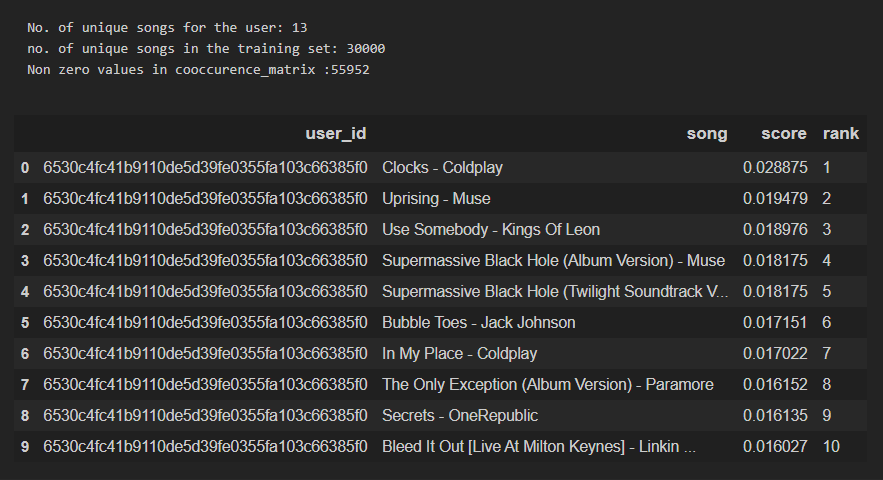 No. of unique songs for the user: 13
no. of unique songs in the training set: 30000
Non zero values in cooccurence_matrix :55952
user_id song score rank
0 6530c4fc41b9110de5d39fe0355fa103c66385f0 Clocks - Coldplay 0.028875 1
1 6530c4fc41b9110de5d39fe0355fa103c66385f0 Uprising - Muse 0.019479 2
2 6530c4fc41b9110de5d39fe0355fa103c66385f0 Use Somebody - Kings Of Leon 0.018976 3
3 6530c4fc41b9110de5d39fe0355fa103c66385f0 Supermassive Black Hole (Album Version) - Muse 0.018175 4
4 6530c4fc41b9110de5d39fe0355fa103c66385f0 Supermassive Black Hole (Twilight Soundtrack V... 0.018175 5
5 6530c4fc41b9110de5d39fe0355fa103c66385f0 Bubble Toes - Jack Johnson 0.017151 6
6 6530c4fc41b9110de5d39fe0355fa103c66385f0 In My Place - Coldplay 0.017022 7
7 6530c4fc41b9110de5d39fe0355fa103c66385f0 The Only Exception (Album Version) - Paramore 0.016152 8
8 6530c4fc41b9110de5d39fe0355fa103c66385f0 Secrets - OneRepublic 0.016135 9
9 6530c4fc41b9110de5d39fe0355fa103c66385f0 Bleed It Out [Live At Milton Keynes] - Linkin ... 0.016027 10